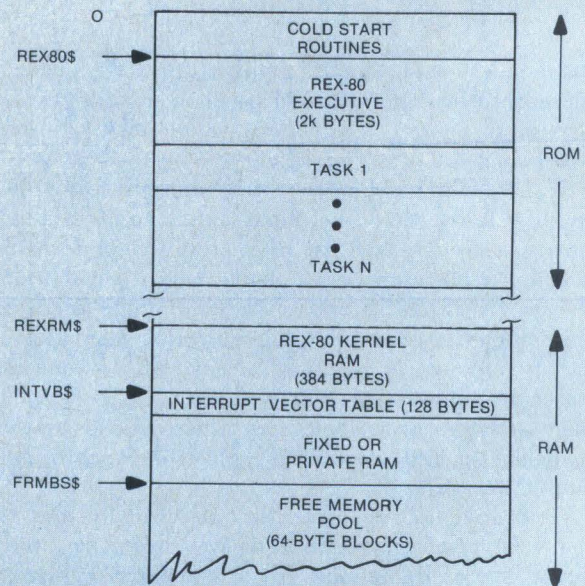 O
COLD START
ROUTINES
REX80$
REX-80
EXECUTIVE
(2k BYTES)
ROM
TASK 1
TASK N
REXRM$
REX-80 KERNEL
RAM
(384 BYTES)
INTVB$
INTERRUPT VECTOR TABLE (128 BYTES)
RAM
FIXED OR
PRIVATE RAM
FRMBS$
FREE MEMORY
POOL
(64-BYTE BLOCKS)